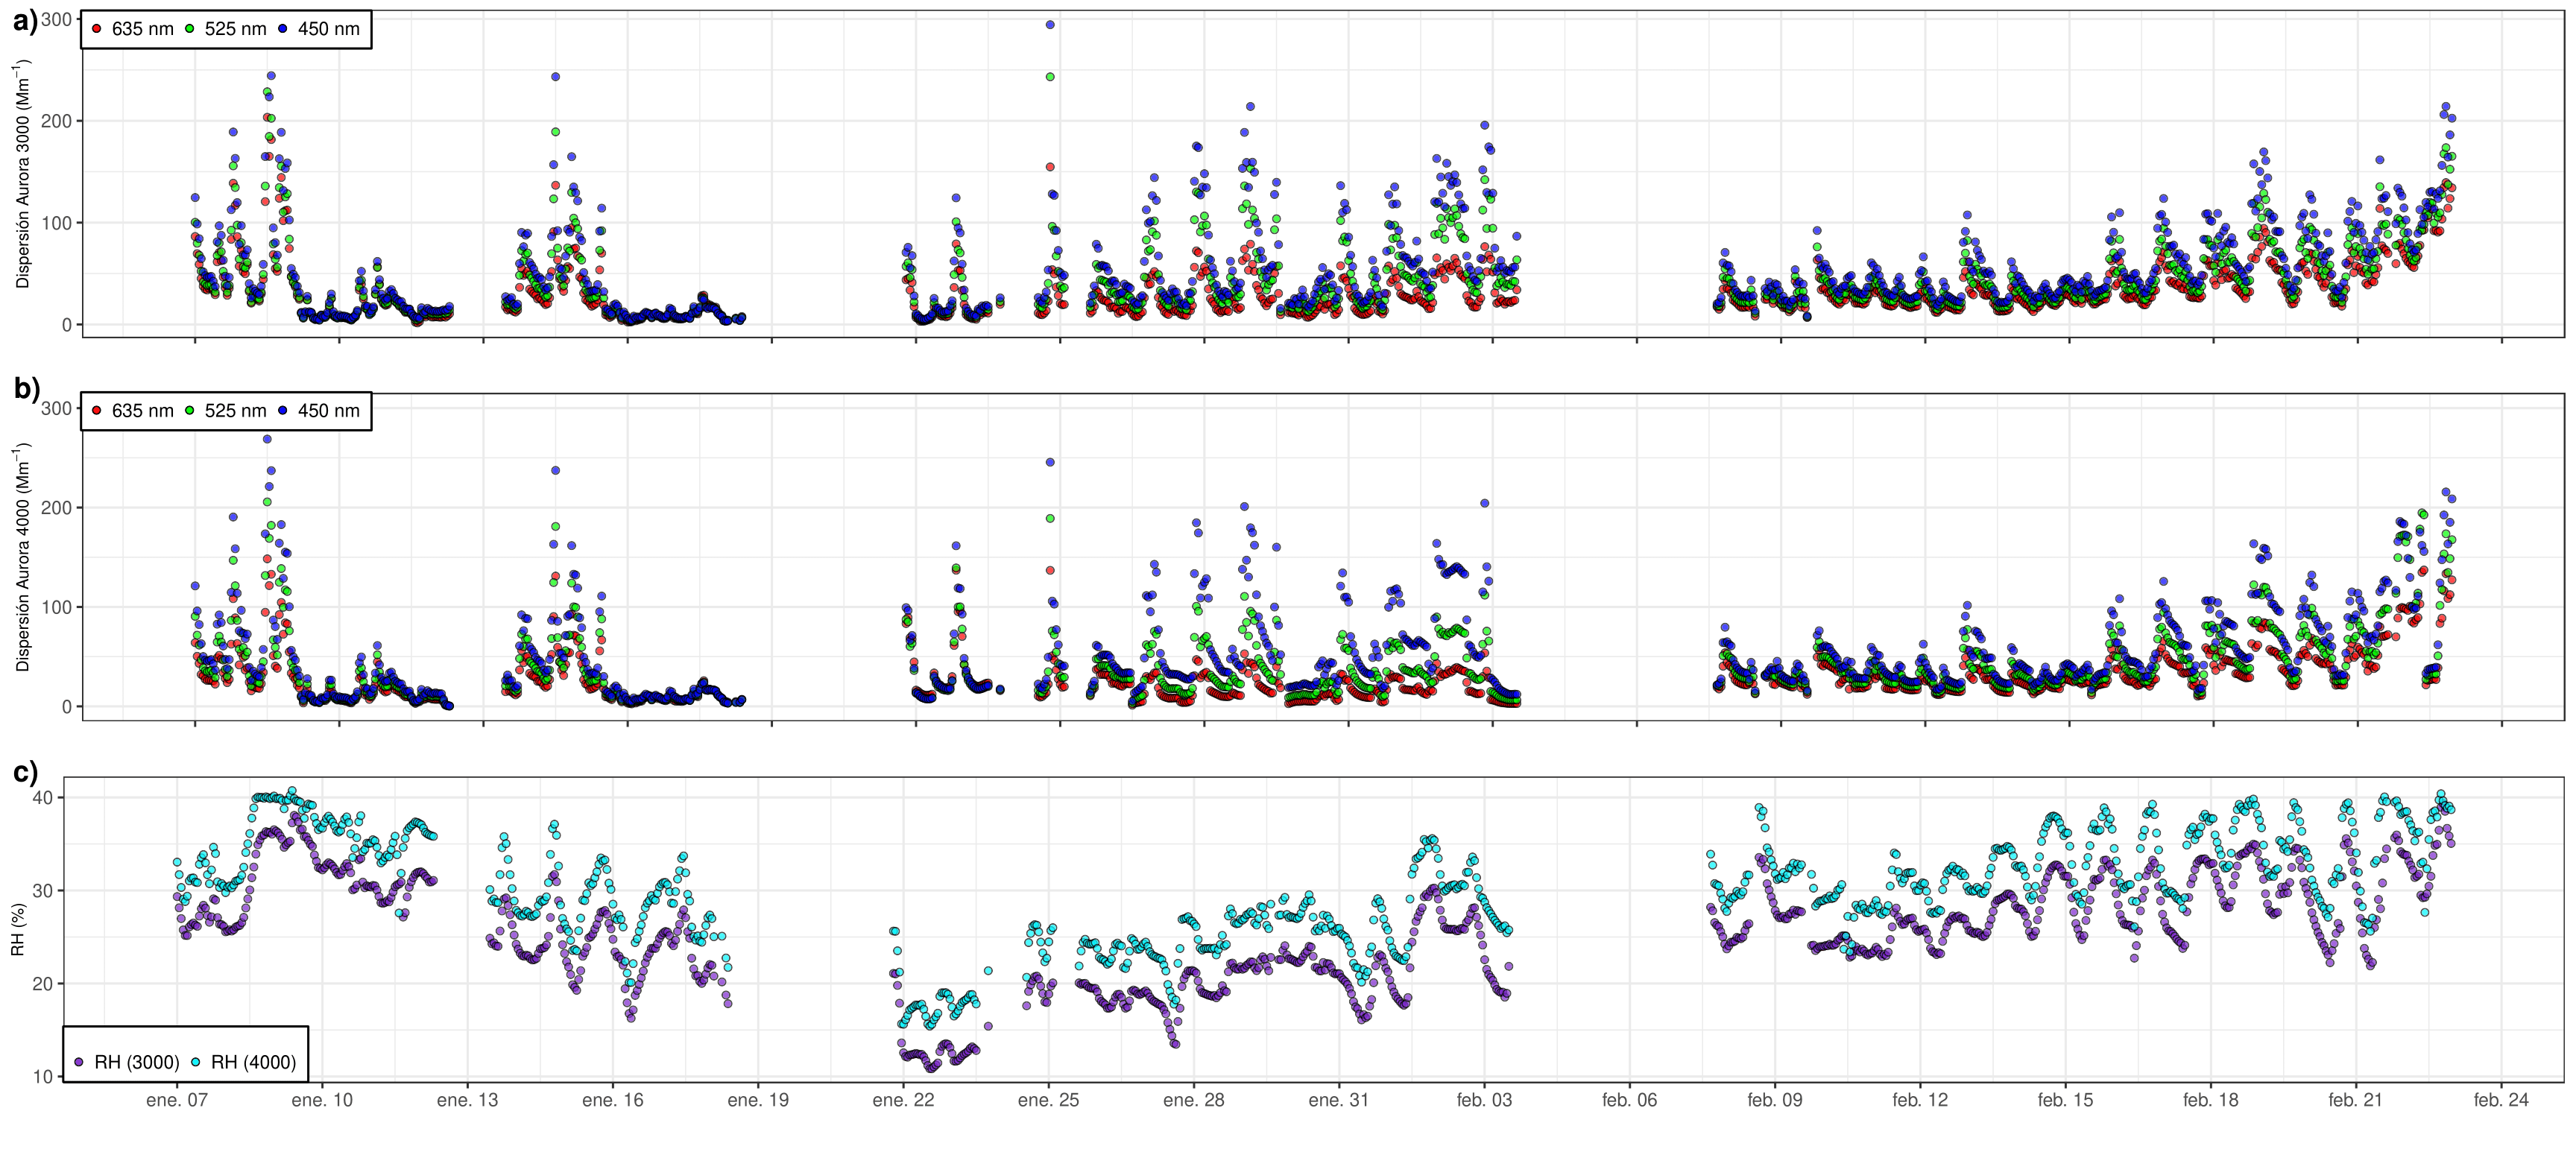 a)
635 nm 525 nm 450 nm
Dispersión Aurora 3000 (Mm⁻¹)
300
200
100
0
b)
635 nm 525 nm 450 nm
Dispersión Aurora 4000 (Mm⁻¹)
300
200
100
0
c)
RH (%)
40
30
20
10
RH (3000) RH (4000)
ene. 07 ene. 10 ene. 13 ene. 16 ene. 19 ene. 22 ene. 25 ene. 28 ene. 31 feb. 03 feb. 06 feb. 09 feb. 12 feb. 15 feb. 18 feb. 21 feb. 24